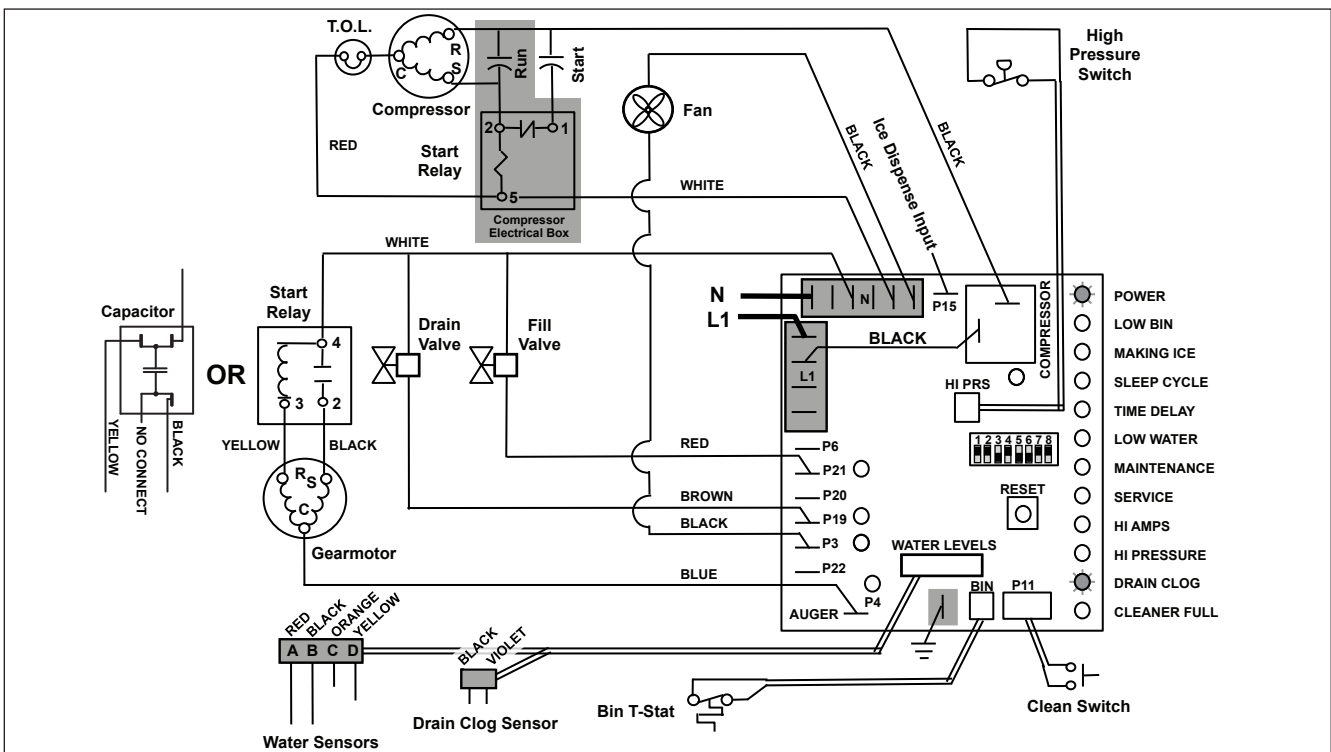 T.O.L.
R
S
C
Compressor
Run
Start
RED
2
1
Start
Relay
5
Compressor
Electrical Box
Fan
WHITE
BLACK
Ice Dispense Input
BLACK
High
Pressure
Switch
WHITE
Capacitor
YELLOW
NO CONNECT
BLACK
OR
Start
Relay
4
3
2
YELLOW
BLACK
R
S
C
Gearmotor
Drain
Valve
Fill
Valve
N
L1
N
P15
L1
BLACK
COMPRESSOR
HI PRS
1 2 3 4 5 6 7 8
RESET
RED
BROWN
BLACK
BLUE
P6
P21
P20
P19
P3
P22
P4
AUGER
WATER LEVELS
BIN
P11
POWER
LOW BIN
MAKING ICE
SLEEP CYCLE
TIME DELAY
LOW WATER
MAINTENANCE
SERVICE
HI AMPS
HI PRESSURE
DRAIN CLOG
CLEANER FULL
RED
BLACK
ORANGE
YELLOW
A B C D
Water Sensors
BLACK
VIOLET
Drain Clog Sensor
Bin T-Stat
Clean Switch